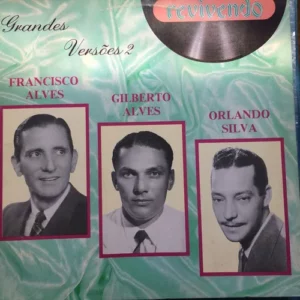 revivendo
Grandes
Versões 2
FRANCISCO
ALVES
GILBERTO
ALVES
ORLANDO
SILVA